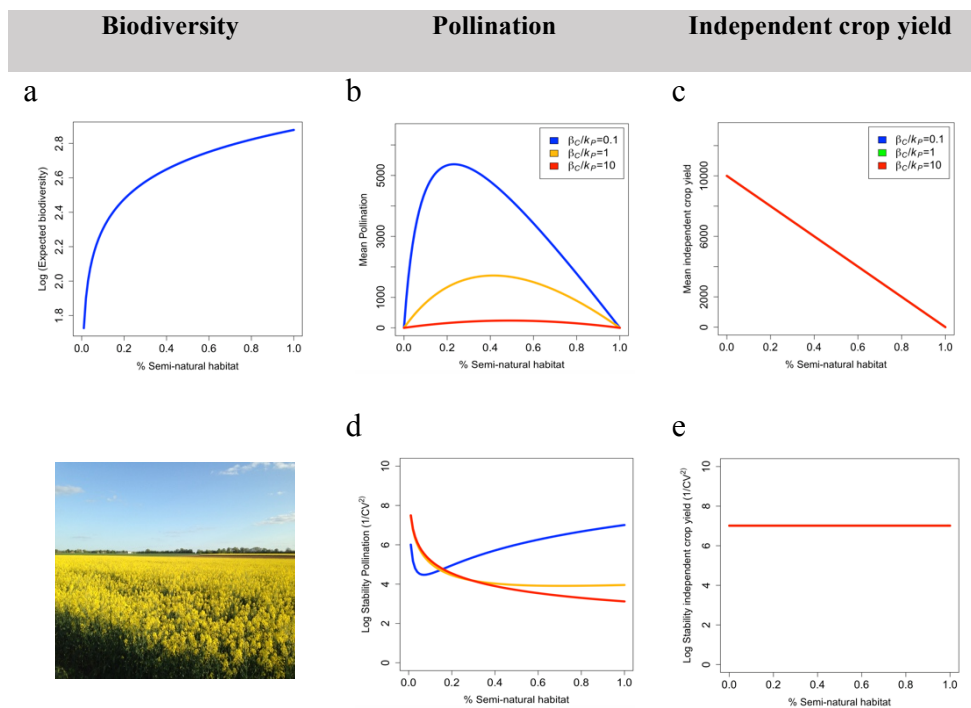 Biodiversity Pollination Independent crop yield
a b c
Log (Expected biodiversity)
2.8
2.6
2.4
2.2
2.0
1.8
0.0 0.2 0.4 0.6 0.8 1.0
% Semi-natural habitat
Mean Pollination
5000
3000
1000
0
βC/kP=0.1
βC/kP=1
βC/kP=10
0.0 0.2 0.4 0.6 0.8 1.0
% Semi-natural habitat
Mean independent crop yield
10000
6000
2000
0
βC/kP=0.1
βC/kP=1
βC/kP=10
0.0 0.2 0.4 0.6 0.8 1.0
% Semi-natural habitat
d e
Log Stability Pollination (1/CV²)
10
8
6
4
2
0
0.0 0.2 0.4 0.6 0.8 1.0
% Semi-natural habitat
Log Stability independent crop yield (1/CV²)
10
8
6
4
2
0
0.0 0.2 0.4 0.6 0.8 1.0
% Semi-natural habitat